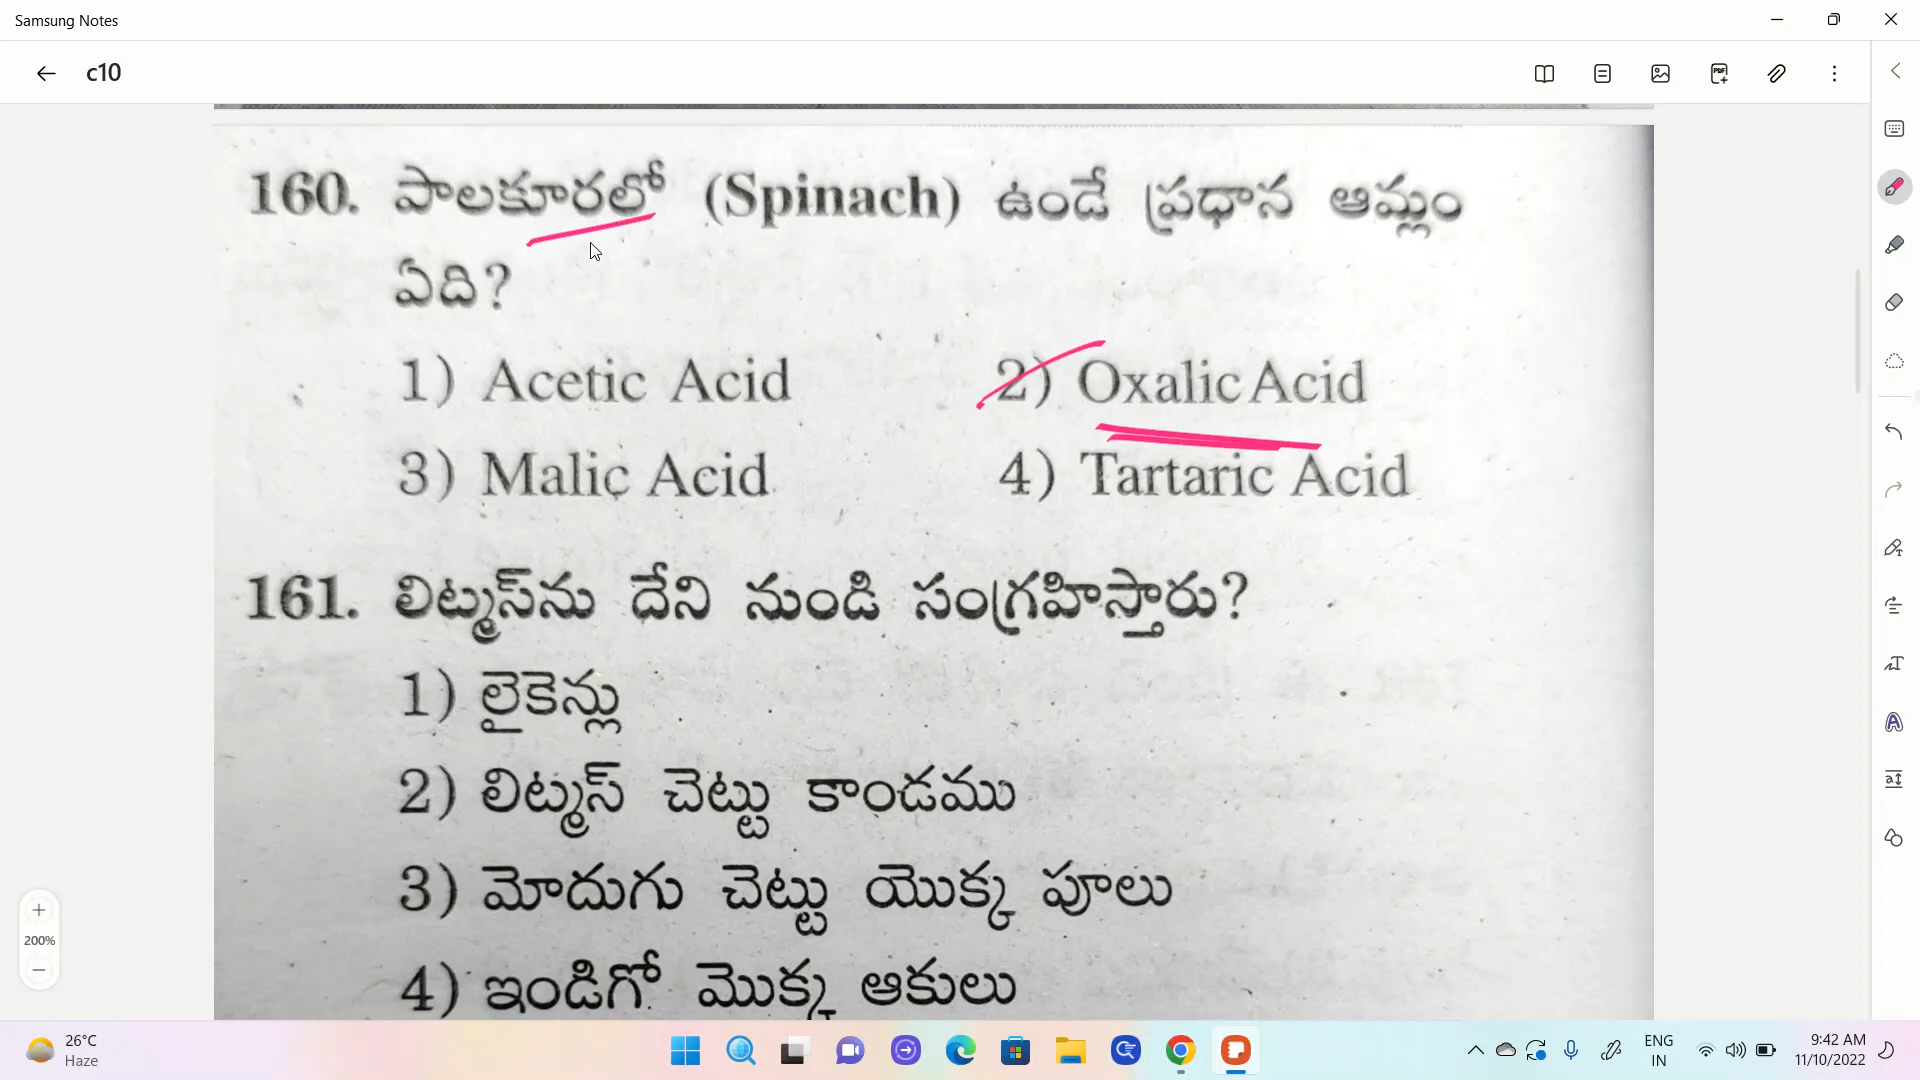 Samsung Notes
c10
160. పాలకూరలో (Spinach) ఉండే ప్రధాన ఆమ్లం
ఏది?
1) Acetic Acid 2) Oxalic Acid
3) Malic Acid 4) Tartaric Acid
161. లిట్మస్‌ను దేని నుండి సంగ్రహిస్తారు?
1) లైకెన్లు
2) లిట్మస్ చెట్టు కాండము
3) మోదుగు చెట్టు యొక్క పూలు
4) ఇండిగో మొక్క ఆకులు
200%
26°C
Haze
ENG
IN
9:42 AM
11/10/2022